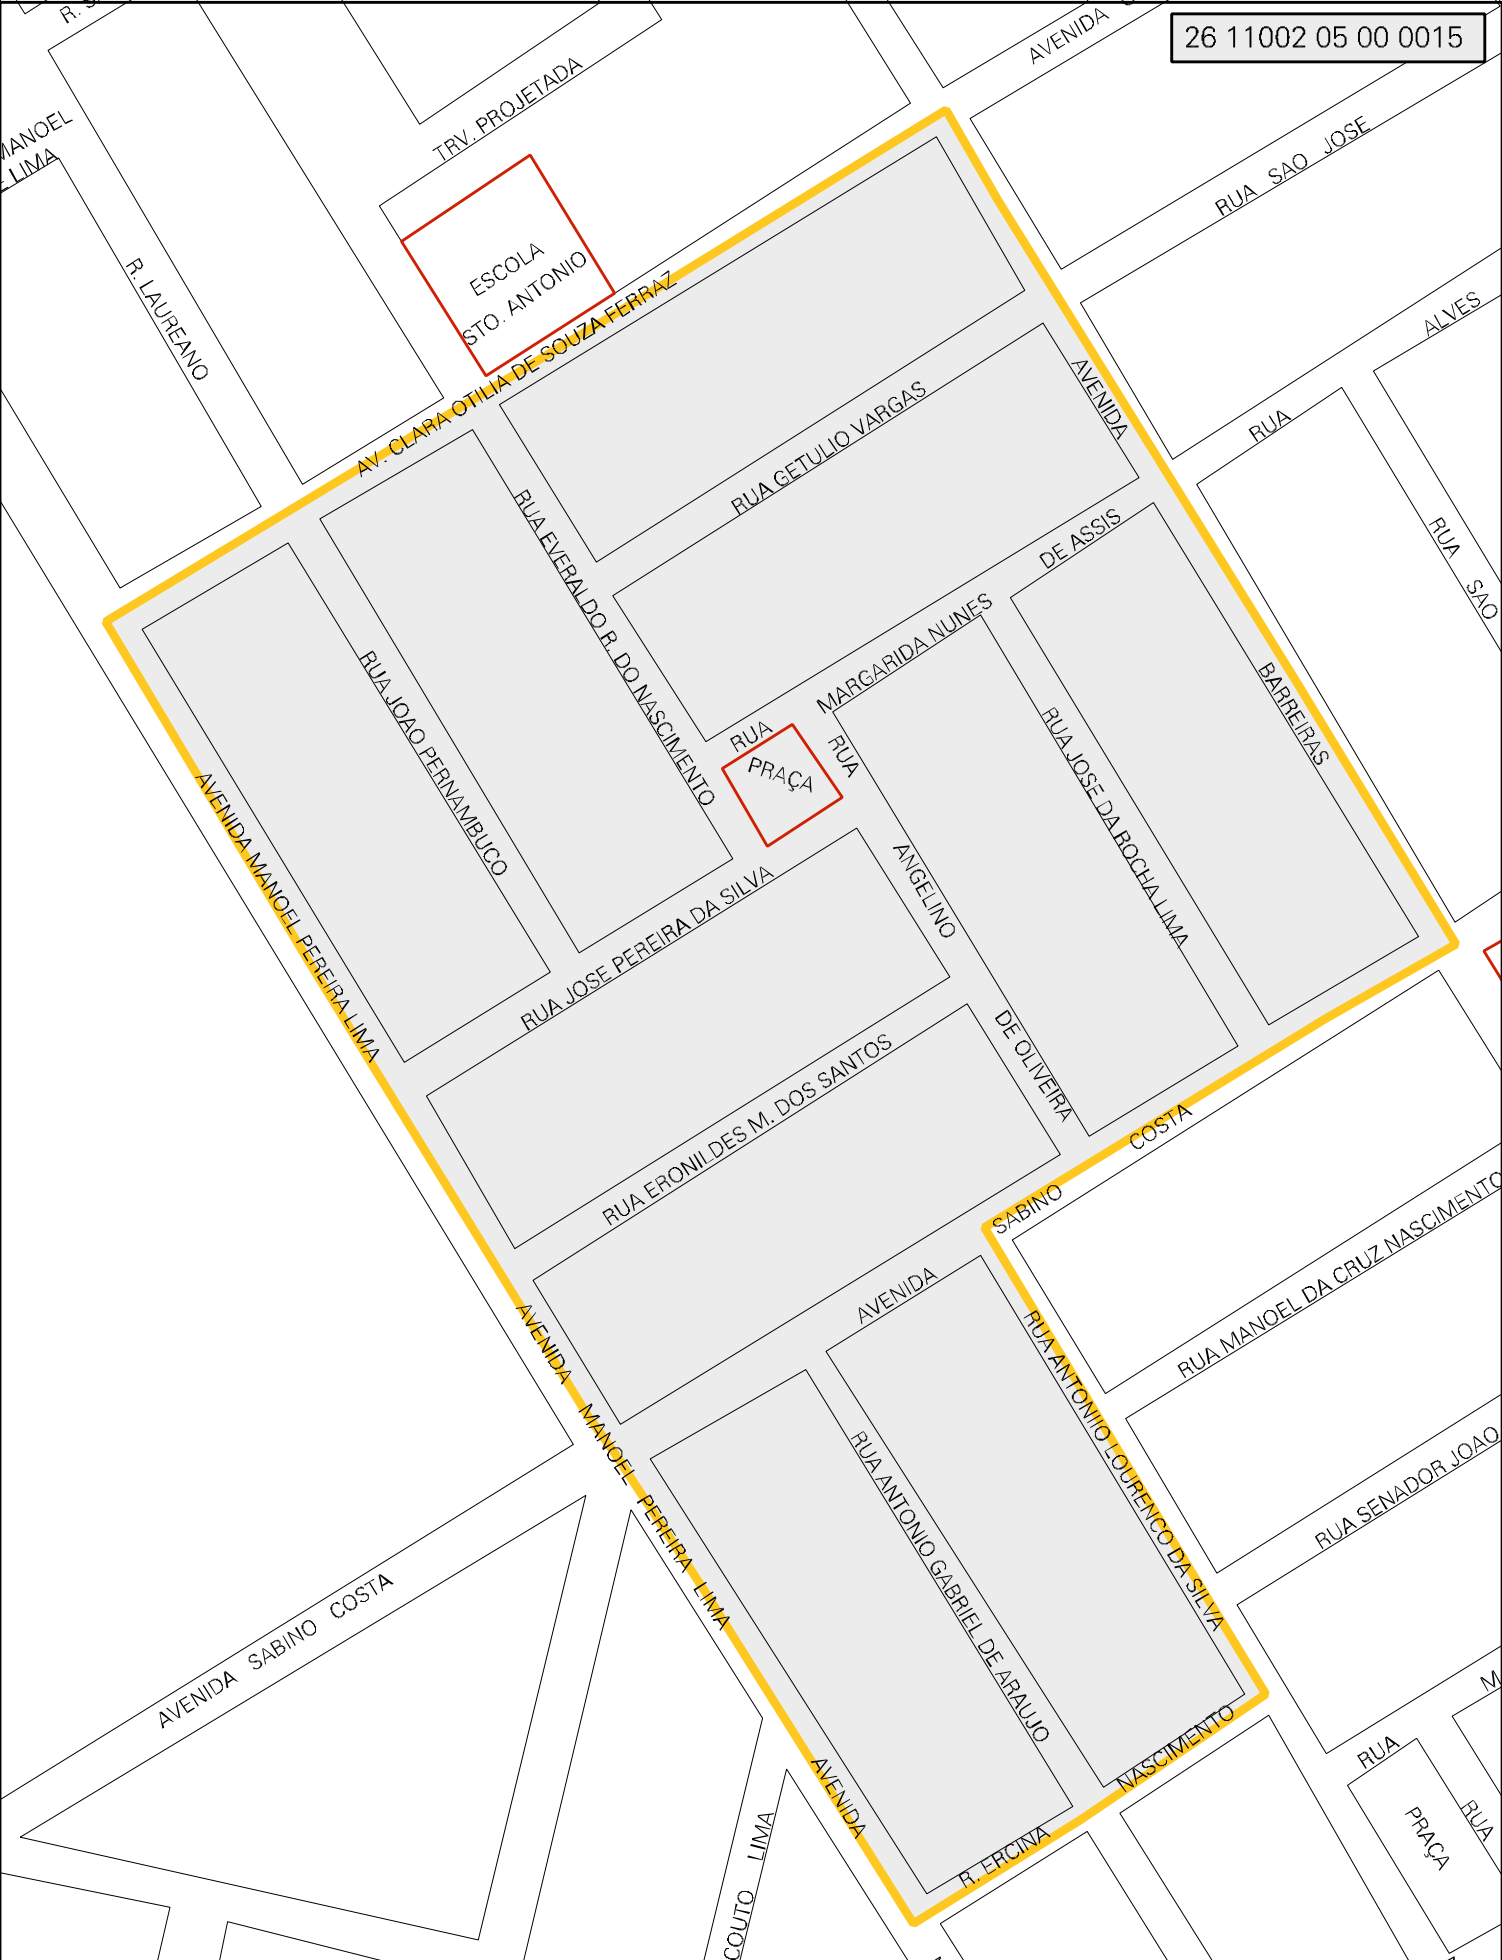 26 11002 05 00 0015
AVENIDA
TRV. PROJETADA
MANOEL
LIMA
RUA SAO JOSE
R. LAUREANO
ESCOLA
STO. ANTONIO
AV. CLARA OTILIA DE SOUZA FERRAZ
ALVES
RUA
AVENIDA
BARREIRAS
RUA GETULIO VARGAS
RUA EVERALDO R. DO NASCIMENTO
RUA SAO
RUA MARGARIDA NUNES DE ASSIS
RUA JOAO PERNAMBUCO
PRAÇA
RUA ANGELINO DE OLIVEIRA
RUA JOSE DA ROCHA LIMA
AVENIDA MANOEL PEREIRA LIMA
RUA JOSE PEREIRA DA SILVA
RUA ERONILDES M. DOS SANTOS
AVENIDA SABINO COSTA
RUA MANOEL DA CRUZ NASCIMENTO
AVENIDA MANOEL PEREIRA LIMA
RUA ANTONIIO LOURENCO DA SILVA
RUA SENADOR JOAO
RUA ANTONIO GABRIEL DE ARAUJO
AVENIDA SABINO COSTA
AVENIDA
R. ERCINA NASCIMENTO
RUA
PRAÇA
RUA
COUTO LIMA